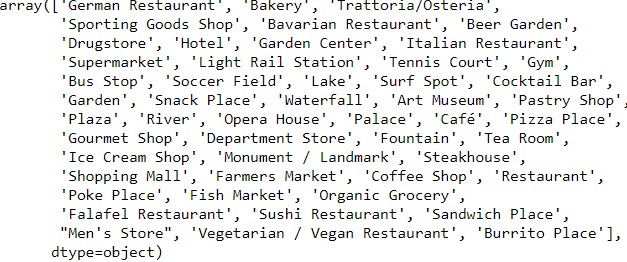 array(['German Restaurant', 'Bakery', 'Trattoria/Osteria',
'Sporting Goods Shop', 'Bavarian Restaurant', 'Beer Garden',
'Drugstore', 'Hotel', 'Garden Center', 'Italian Restaurant',
'Supermarket', 'Light Rail Station', 'Tennis Court', 'Gym',
'Bus Stop', 'Soccer Field', 'Lake', 'Surf Spot', 'Cocktail Bar',
'Garden', 'Snack Place', 'Waterfall', 'Art Museum', 'Pastry Shop',
'Plaza', 'River', 'Opera House', 'Palace', 'Café', 'Pizza Place',
'Gourmet Shop', 'Department Store', 'Fountain', 'Tea Room',
'Ice Cream Shop', 'Monument / Landmark', 'Steakhouse',
'Shopping Mall', 'Farmers Market', 'Coffee Shop', 'Restaurant',
'Poke Place', 'Fish Market', 'Organic Grocery',
'Falafel Restaurant', 'Sushi Restaurant', 'Sandwich Place',
"Men's Store", 'Vegetarian / Vegan Restaurant', 'Burrito Place'],
dtype=object)